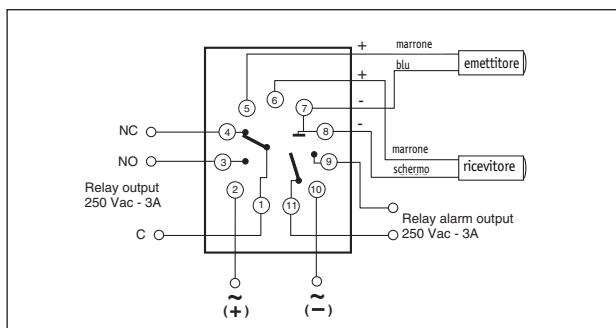 + marrone
emettitore
blu
+
5
6
7
-
NC
4
8
-
NO
3
9
marrone
ricevitore
schermo
Relay output
250 Vac - 3A
2
10
1
11
Relay alarm output
250 Vac - 3A
C
~
(+)
~
(−)